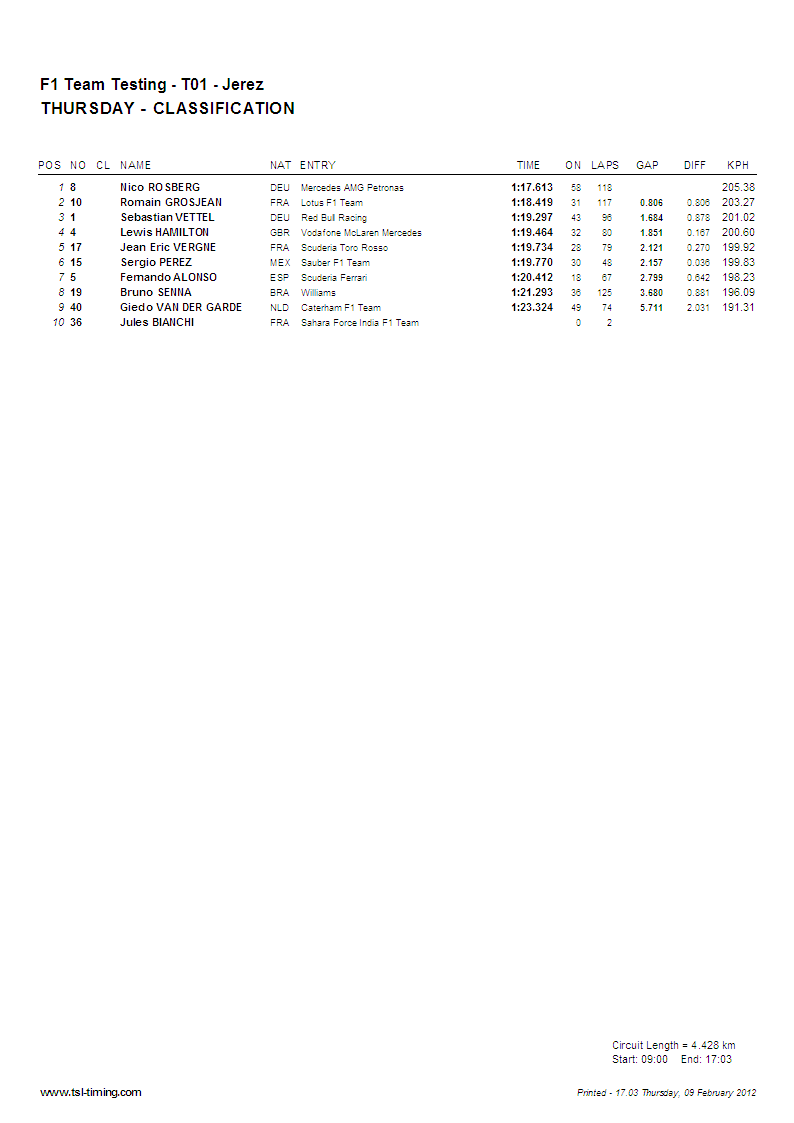 F1 Team Testing - T01 - Jerez
THURSDAY - CLASSIFICATION
POS NO CL NAME NAT ENTRY TIME ON LAPS GAP DIFF KPH
1 8 Nico ROSBERG DEU Mercedes AMG Petronas 1:17.613 58 118 205.38
2 10 Romain GROSJEAN FRA Lotus F1 Team 1:18.419 31 117 0.806 0.806 203.27
3 1 Sebastian VETTEL DEU Red Bull Racing 1:19.297 43 96 1.684 0.878 201.02
4 4 Lewis HAMILTON GBR Vodafone McLaren Mercedes 1:19.464 32 80 1.851 0.167 200.60
5 17 Jean Eric VERGNE FRA Scuderia Toro Rosso 1:19.734 28 79 2.121 0.270 199.92
6 15 Sergio PEREZ MEX Sauber F1 Team 1:19.770 30 48 2.157 0.036 199.83
7 5 Fernando ALONSO ESP Scuderia Ferrari 1:20.412 18 67 2.799 0.642 198.23
8 19 Bruno SENNA BRA Williams 1:21.293 36 125 3.680 0.881 196.09
9 40 Giedo VAN DER GARDE NLD Caterham F1 Team 1:23.324 49 74 5.711 2.031 191.31
10 36 Jules BIANCHI FRA Sahara Force India F1 Team 0 2
Circuit Length = 4.428 km
Start: 09:00 End: 17:03
www.tsl-timing.com Printed - 17:03 Thursday, 09 February 2012